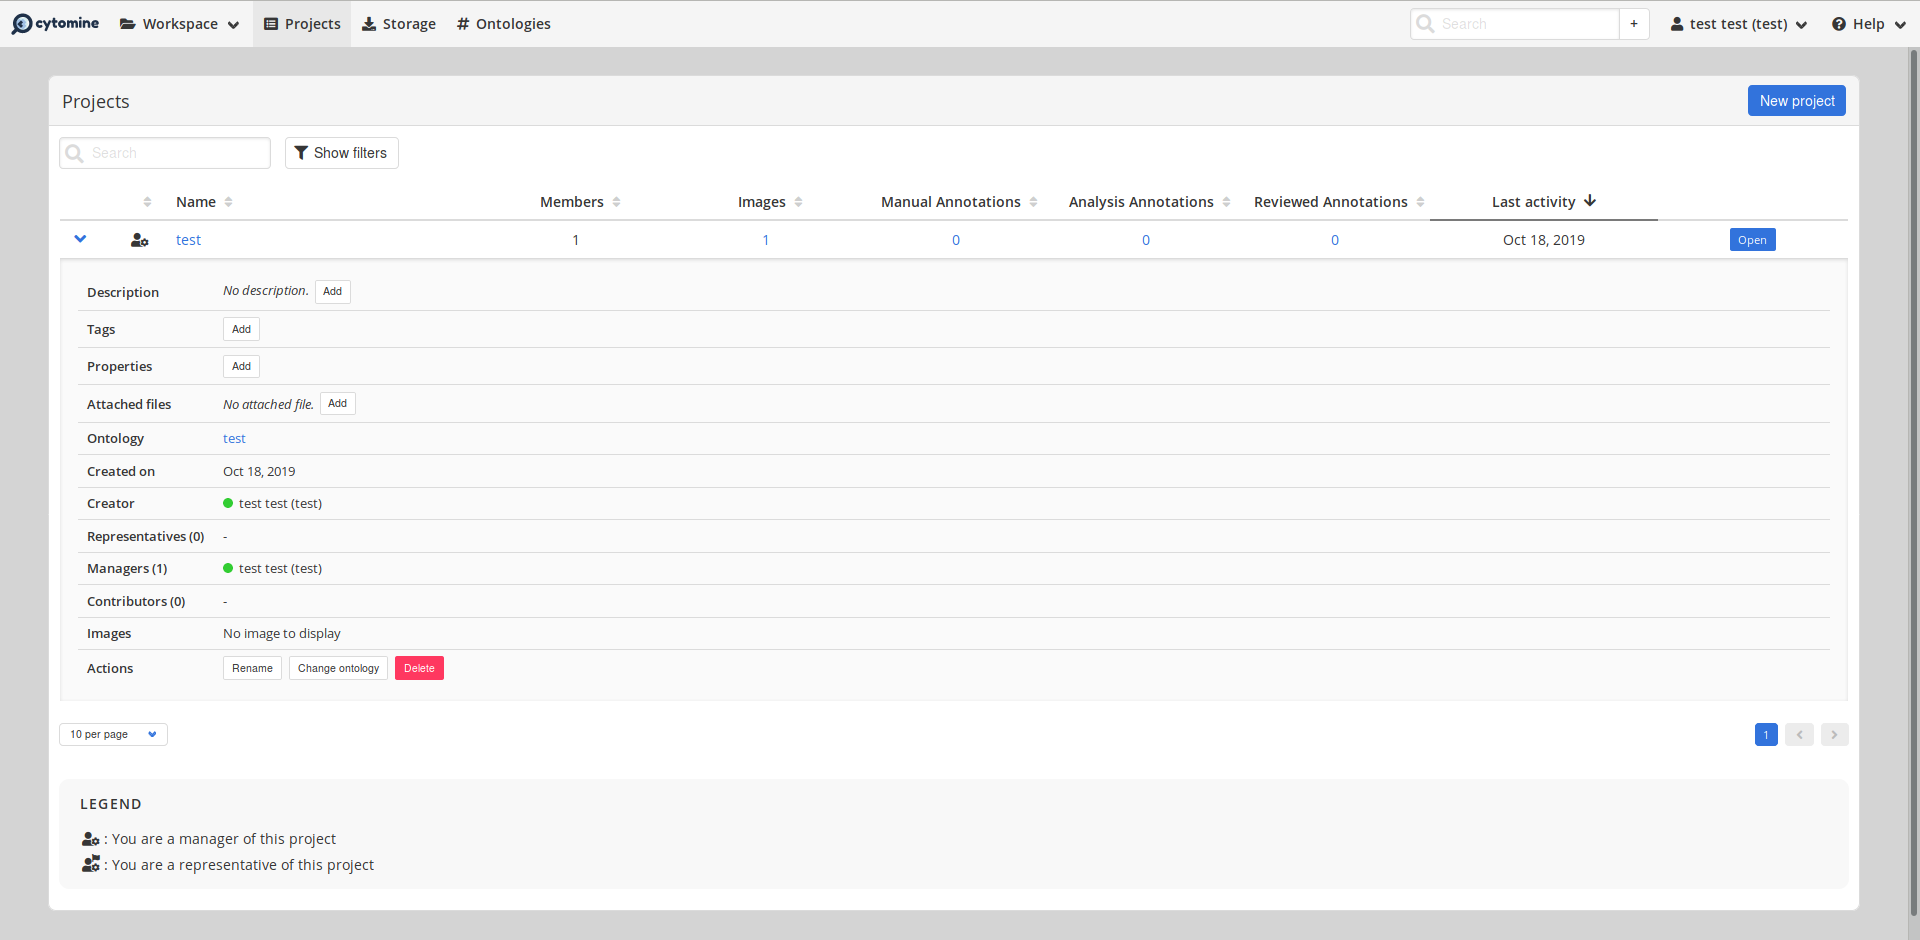 cytomine Workspace Projects Storage # Ontologies Search + test test (test) Help
Projects New project
Search Show filters
Name Members Images Manual Annotations Analysis Annotations Reviewed Annotations Last activity
test 1 1 0 0 0 Oct 18, 2019 Open
Description No description. Add
Tags Add
Properties Add
Attached files No attached file. Add
Ontology test
Created on Oct 18, 2019
Creator test test (test)
Representatives (0) -
Managers (1) test test (test)
Contributors (0) -
Images No image to display
Actions Rename Change ontology Delete
10 per page 1
LEGEND
: You are a manager of this project
: You are a representative of this project